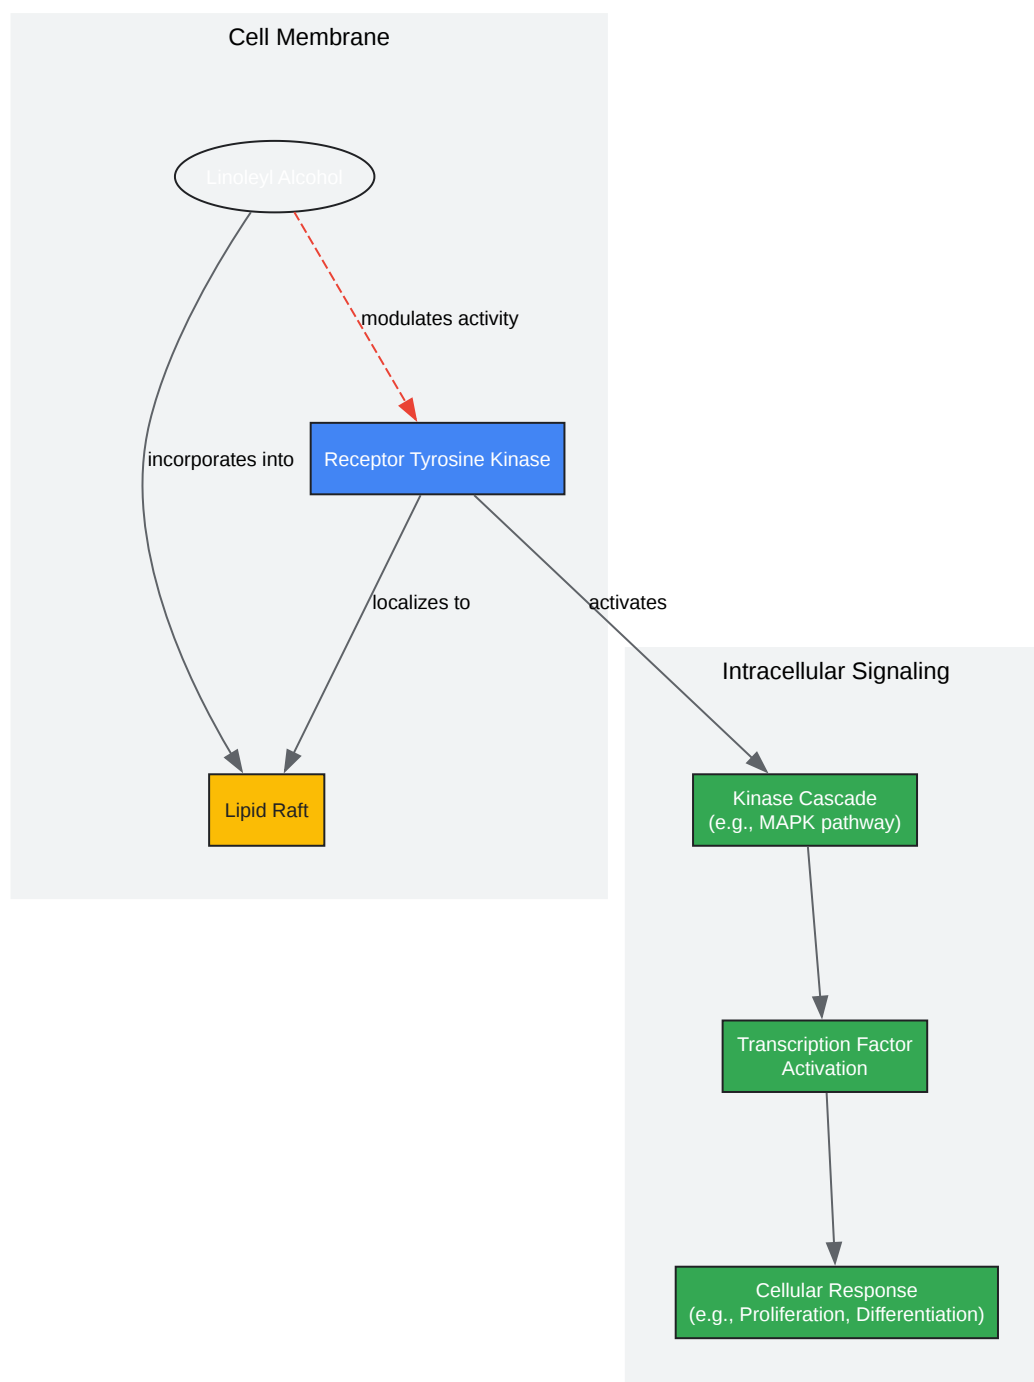 Cell Membrane
Linoleyl Alcohol
modulates activity
incorporates into
Receptor Tyrosine Kinase
localizes to
activates
Lipid Raft
Intracellular Signaling
Kinase Cascade
(e.g., MAPK pathway)
Transcription Factor
Activation
Cellular Response
(e.g., Proliferation, Differentiation)